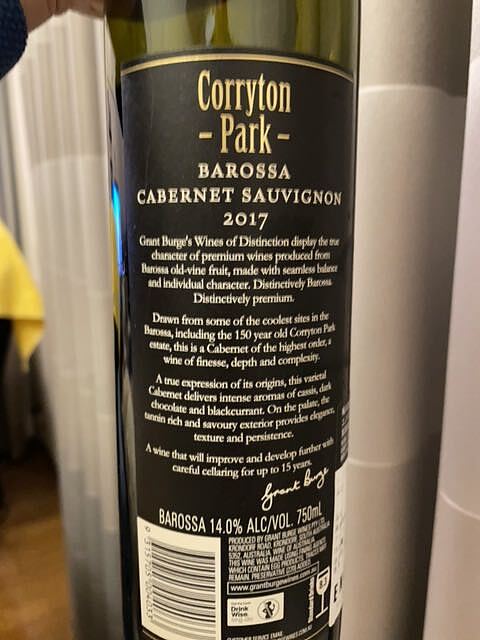 Corryton
- Park -
BAROSSA
CABERNET SAUVIGNON
2017
Grant Burge's Wines of Distinction display the true
character of premium wines produced from
Barossa old-vine fruit, made with seamless balance
and individual character. Distinctively Barossa.
Distinctively premium.
Drawn from some of the coolest sites in the
Barossa, including the 150 year old Corryton Park
estate, this is a Cabernet of the highest order, a
wine of finesse, depth and complexity.
A true expression of its origins, this varietal
Cabernet delivers intense aromas of cassis, dark
chocolate and blackcurrant. On the palate, the
tannin rich and savoury exterior provides elegance,
texture and persistence.
A wine that will improve and develop further with
careful cellaring for up to 15 years.
Grant Burge
BAROSSA 14.0% ALC/VOL. 750mL
PRODUCED BY GRANT BURGE WINES PTY LTD
KRONDORF ROAD, KRONDORF, SOUTH AUSTRALIA
5352, AUSTRALIA. WINE OF AUSTRALIA.
THIS WINE WAS MADE USING FINING AGENTS
WHICH CONTAIN EGG PRODUCTS. TRACES MAY
REMAIN. PRESERVATIVE (220) ADDED.
www.grantburgewines.com.au
Drink
Wise